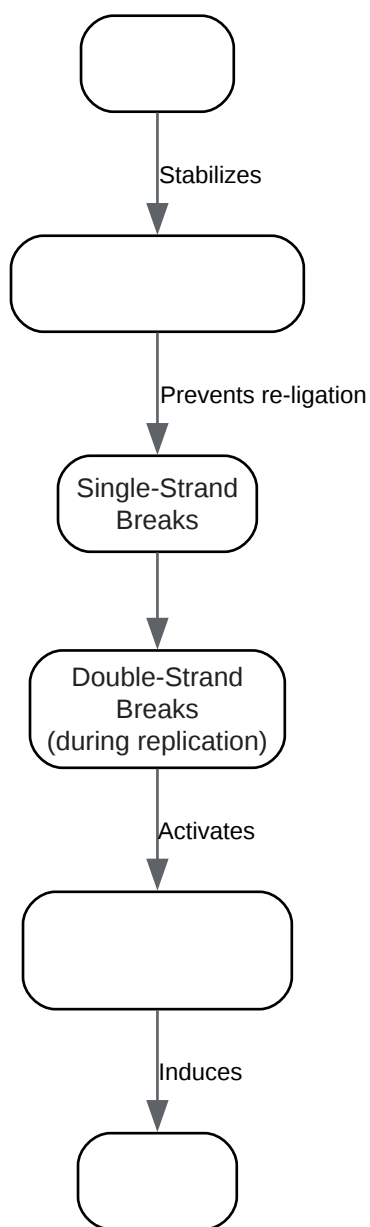 Stabilizes
Prevents re-ligation
Single-Strand
Breaks
Double-Strand
Breaks
(during replication)
Activates
Induces